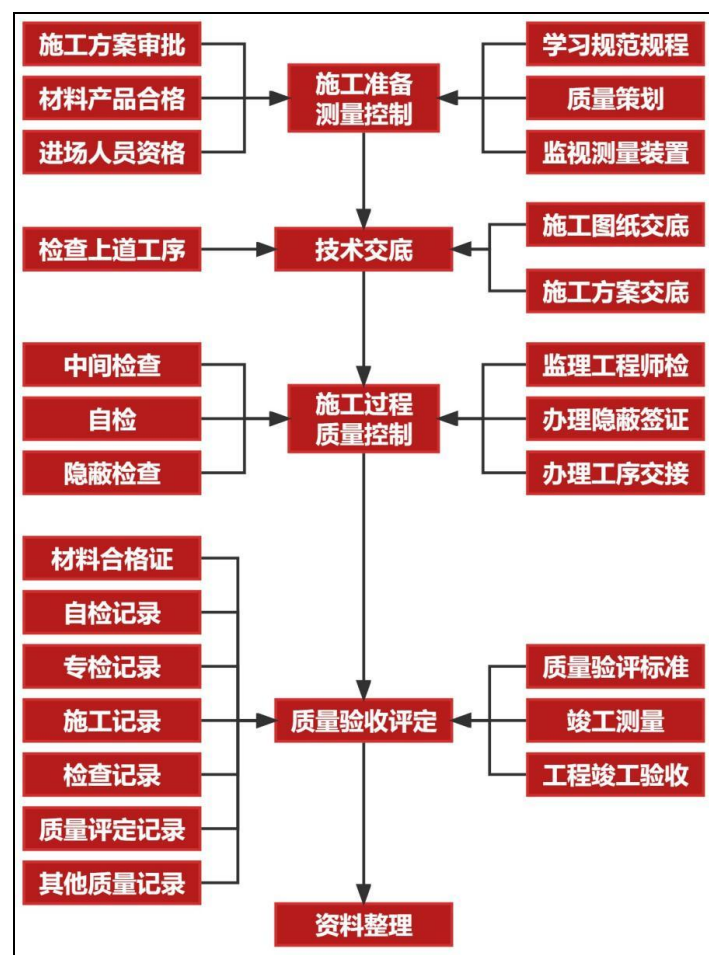 施工方案审批
材料产品合格
进场人员资格
施工准备
测量控制
学习规范规程
质量策划
监视测量装置
检查上道工序
技术交底
施工图纸交底
施工方案交底
中间检查
自检
隐蔽检查
施工过程
质量控制
监理工程师检
办理隐蔽签证
办理工序交接
材料合格证
自检记录
专检记录
施工记录
检查记录
质量评定记录
其他质量记录
质量验收评定
质量验评标准
竣工测量
工程竣工验收
资料整理